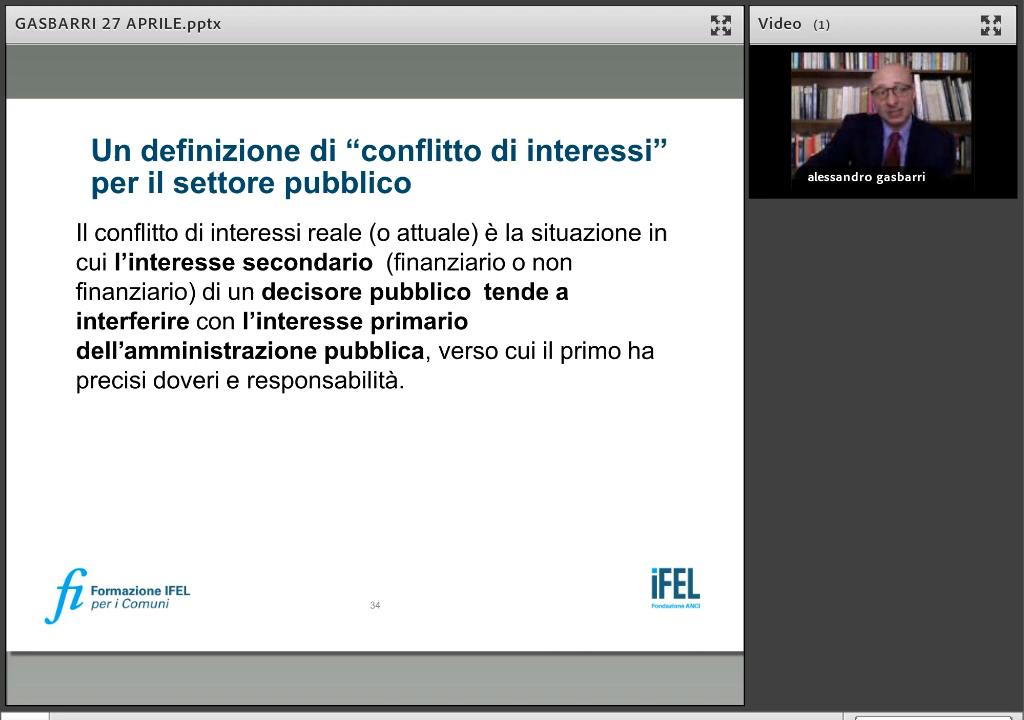 GASBARRI 27 APRILE.pptx
Video (1)
alessandro gasbarri
Un definizione di “conflitto di interessi”
per il settore pubblico
Il conflitto di interessi reale (o attuale) è la situazione in
cui l’interesse secondario (finanziario o non
finanziario) di un decisore pubblico tende a
interferire con l’interesse primario
dell’amministrazione pubblica, verso cui il primo ha
precisi doveri e responsabilità.
fi Formazione IFEL
per i Comuni
34
iFEL
Fondazione ANCI